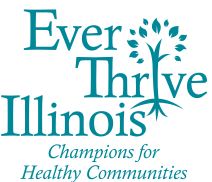 Ever
Thrive
Illinois
Champions for
Healthy Communities